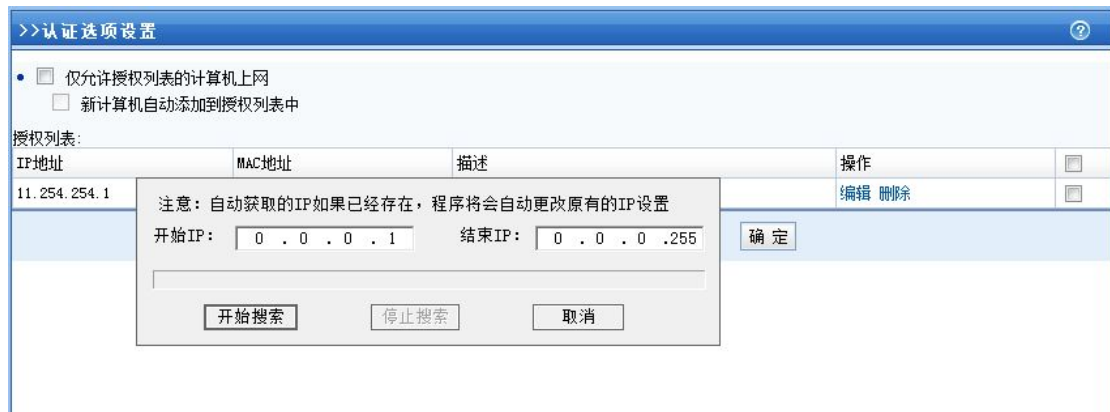 >>认证选项设置
仅允许授权列表的计算机上网
新计算机自动添加到授权列表中
授权列表:
IP地址 MAC地址 描述 操作
11.254.254.1 编辑 删除
注意：自动获取的IP如果已经存在，程序将会自动更改原有的IP设置
开始IP： 0 . 0 . 0 . 1 结束IP： 0 . 0 . 0 .255
确 定
开始搜索 停止搜索 取消